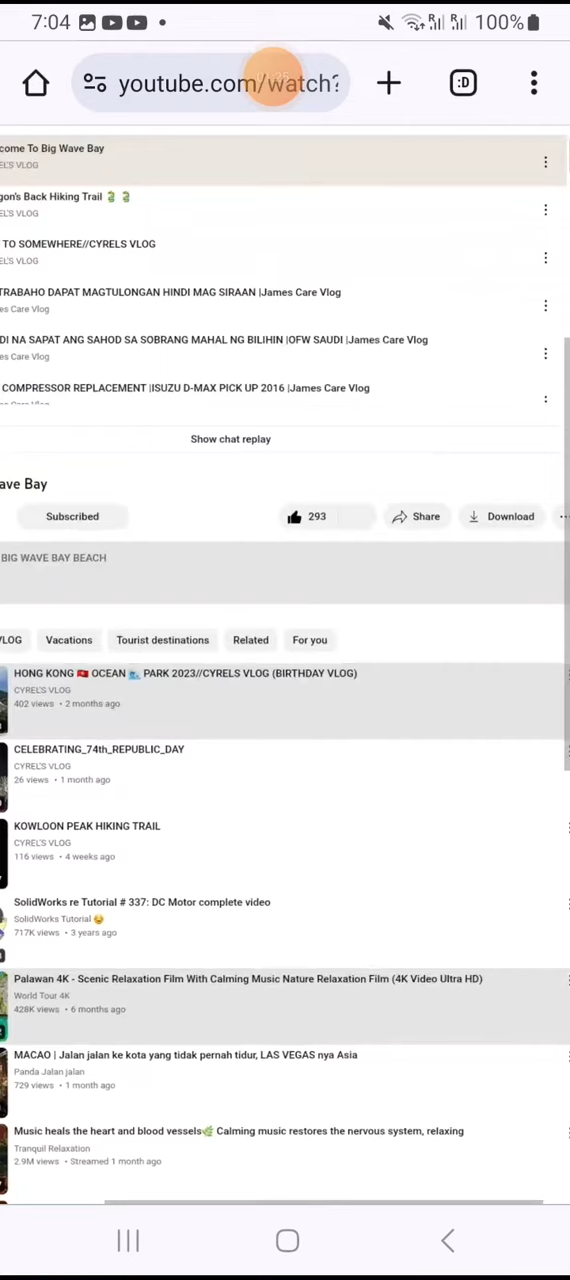 7:04
100%
youtube.com/watch?
:D
come To Big Wave Bay
EL'S VLOG
gon's Back Hiking Trail 🐉 🐉
EL'S VLOG
TO SOMEWHERE//CYRELS VLOG
EL'S VLOG
TRABAHO DAPAT MAGTULONGAN HINDI MAG SIRAAN |James Care Vlog
es Care Vlog
DI NA SAPAT ANG SAHOD SA SOBRANG MAHAL NG BILIHIN |OFW SAUDI |James Care Vlog
es Care Vlog
COMPRESSOR REPLACEMENT |ISUZU D-MAX PICK UP 2016 |James Care Vlog
Show chat replay
ave Bay
Subscribed
293
Share
Download
BIG WAVE BAY BEACH
VLOG
Vacations
Tourist destinations
Related
For you
HONG KONG 🇭🇰 OCEAN 🌊 PARK 2023//CYRELS VLOG (BIRTHDAY VLOG)
CYREL'S VLOG
402 views • 2 months ago
CELEBRATING_74th_REPUBLIC_DAY
CYREL'S VLOG
26 views • 1 month ago
KOWLOON PEAK HIKING TRAIL
CYREL'S VLOG
116 views • 4 weeks ago
SolidWorks re Tutorial # 337: DC Motor complete video
SolidWorks Tutorial
717K views • 3 years ago
Palawan 4K - Scenic Relaxation Film With Calming Music Nature Relaxation Film (4K Video Ultra HD)
World Tour 4K
428K views • 6 months ago
MACAO | Jalan jalan ke kota yang tidak pernah tidur, LAS VEGAS nya Asia
Panda Jalan jalan
729 views • 1 month ago
Music heals the heart and blood vessels🌿 Calming music restores the nervous system, relaxing
Tranquil Relaxation
2.9M views • Streamed 1 month ago